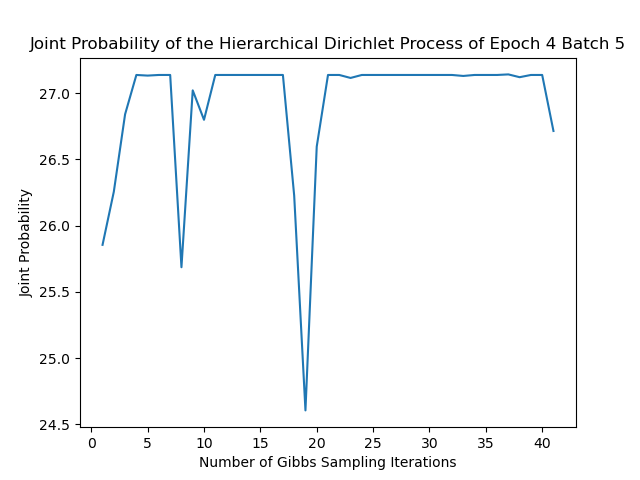 Joint Probability of the Hierarchical Dirichlet Process of Epoch 4 Batch 5
27.0
26.5
26.0
25.5
25.0
24.5
Joint Probability
0 5 10 15 20 25 30 35 40
Number of Gibbs Sampling Iterations